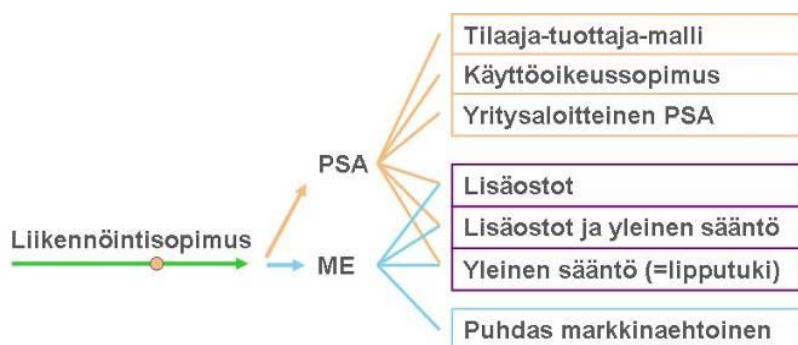 Tilaaja-tuottaja-malli
Käyttöoikeussopimus
Yritysaloitteinen PSA
PSA
Lisäostot
Liikennöintisopimus
Lisäostot ja yleinen sääntö
ME
Yleinen sääntö (=lipputuki)
Puhdas markkinaehtoinen